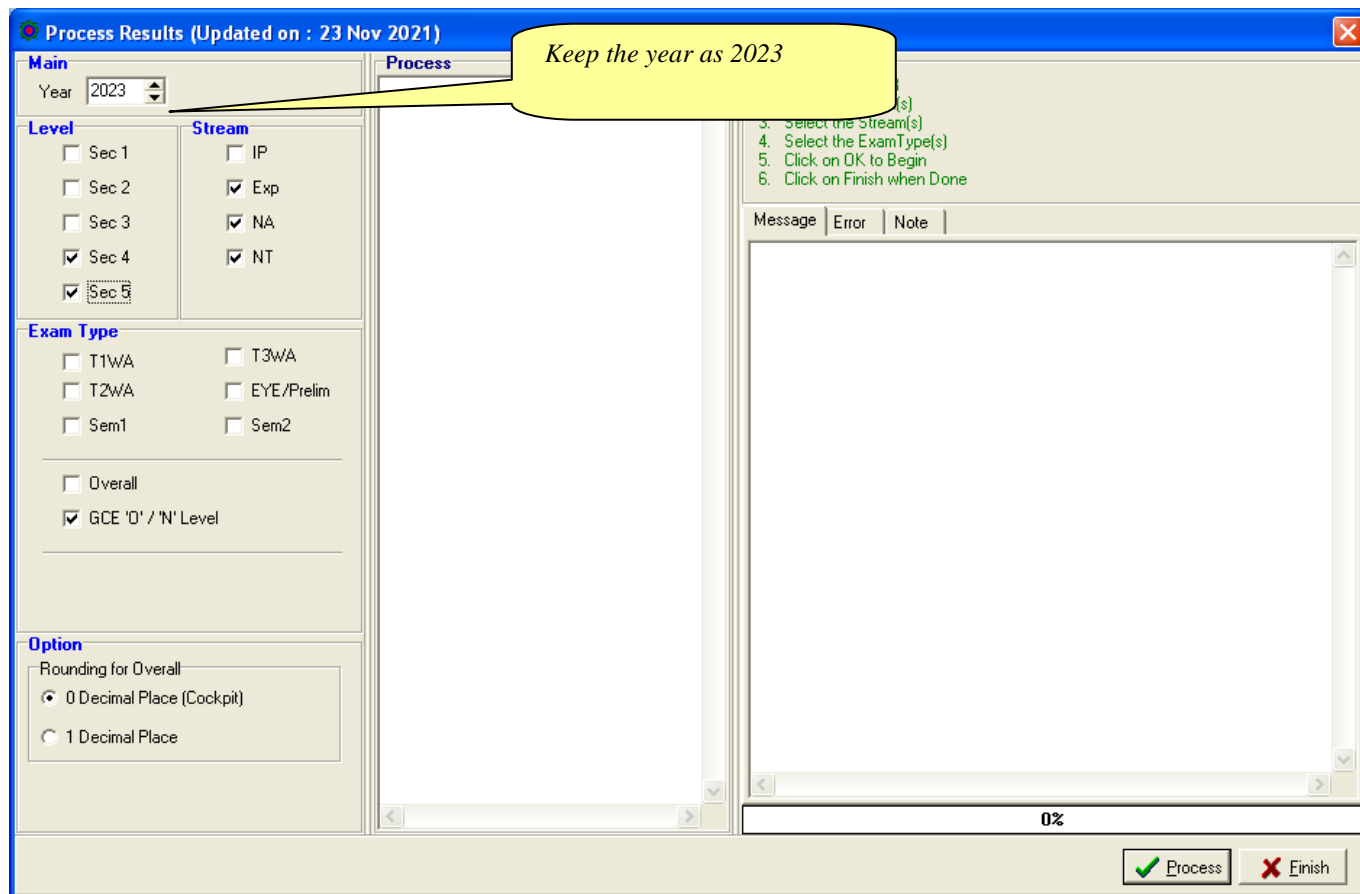 Process Results (Updated on : 23 Nov 2021)
Keep the year as 2023
Main
Year 2023
Level
Sec 1
Sec 2
Sec 3
Sec 4
Sec 5
Stream
IP
Exp
NA
NT
Exam Type
T1WA
T3WA
T2WA
EYE/Prelim
Sem1
Sem2
Overall
GCE 'O' / 'N' Level
Option
Rounding for Overall
0 Decimal Place (Cockpit)
1 Decimal Place
Process
(s)
3. Select the Stream(s)
4. Select the ExamType(s)
5. Click on OK to Begin
6. Click on Finish when Done
Message Error Note
0%
Process Finish